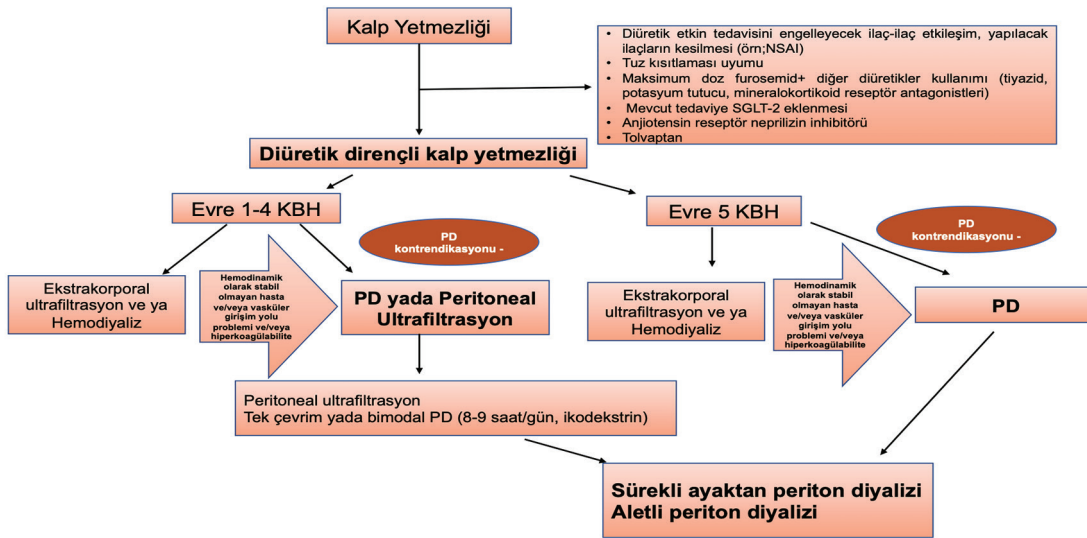 Kalp Yetmezliği
• Diüretik etkin tedavisini engelleyecek ilaç-ilaç etkileşim, yapılacak
ilaçların kesilmesi (örn;NSAI)
• Tuz kısıtlaması uyumu
• Maksimum doz furosemid+ diğer diüretikler kullanımı (tiyazid,
potasyum tutucu, mineralokortikoid reseptör antagonistleri)
• Mevcut tedaviye SGLT-2 eklenmesi
• Anjiotensin reseptör neprilizin inhibitörü
• Tolvaptan
Diüretik dirençli kalp yetmezliği
Evre 1-4 KBH
PD
kontrendikasyonu -
Ekstrakorporal
ultrafiltrasyon ve ya
Hemodiyaliz
Hemodinamik
olarak stabil
olmayan hasta
ve/veya vasküler
girişim yolu
problemi ve/veya
hiperkoagülabilite
PD yada Peritoneal
Ultrafiltrasyon
Peritoneal ultrafiltrasyon
Tek çevrim yada bimodal PD (8-9 saat/gün, ikodekstrin)
Evre 5 KBH
PD
kontrendikasyonu -
Ekstrakorporal
ultrafiltrasyon ve ya
Hemodiyaliz
Hemodinamik
olarak stabil
olmayan hasta
ve/veya vasküler
girişim yolu
problemi ve/veya
hiperkoagülabilite
PD
Sürekli ayaktan periton diyalizi
Aletli periton diyalizi